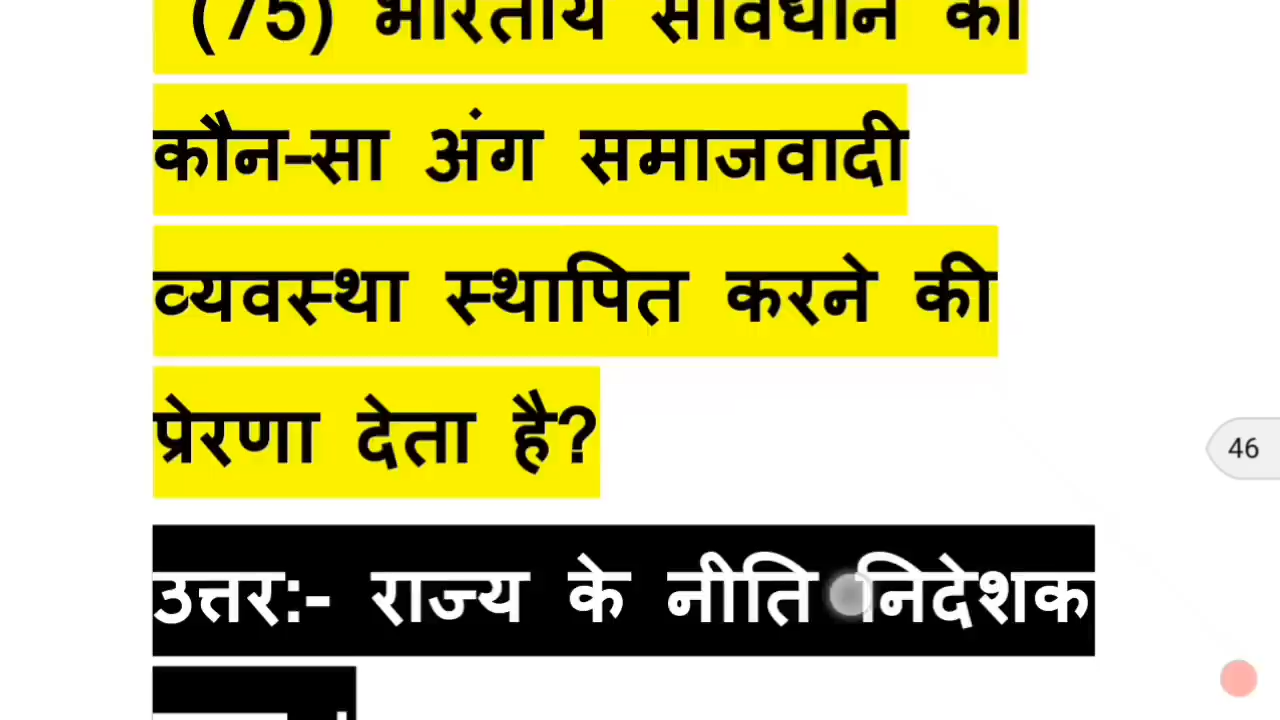 (75) भारतीय संविधान का
कौन-सा अंग समाजवादी
व्यवस्था स्थापित करने की
प्रेरणा देता है?
46
उत्तर:- राज्य के नीति निदेशक